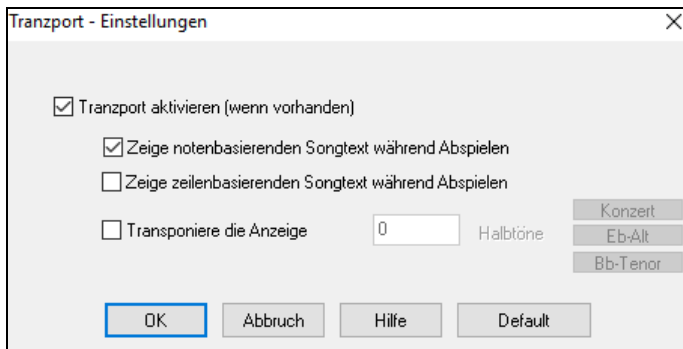 Tranzport - Einstellungen
Tranzport aktivieren (wenn vorhanden)
Zeige notenbasierenden Songtext während Abspielen
Zeige zeilenbasierenden Songtext während Abspielen
Transponiere die Anzeige 0 Halbtöne
Konzert
Eb-Alt
Bb-Tenor
OK Abbruch Hilfe Default